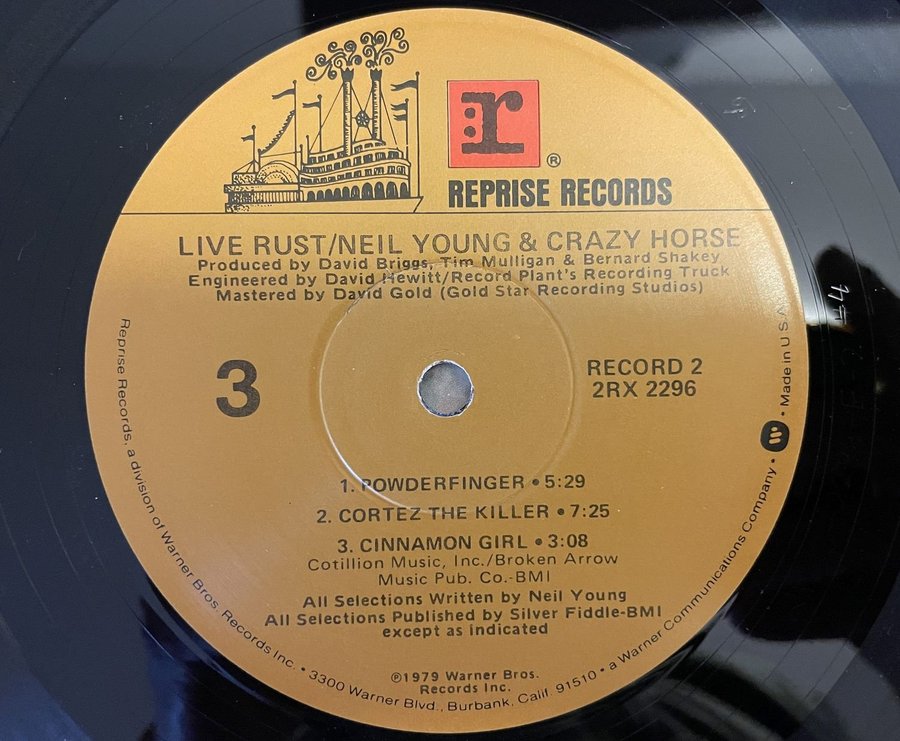 r
®
REPRISE RECORDS
LIVE RUST/NEIL YOUNG & CRAZY HORSE
Produced by David Briggs, Tim Mulligan & Bernard Shakey
Engineered by David Hewitt/Record Plant's Recording Truck
Mastered by David Gold (Gold Star Recording Studios)
3
RECORD 2
2RX 2296
1. POWDERFINGER • 5:29
2. CORTEZ THE KILLER • 7:25
3. CINNAMON GIRL • 3:08
Cotillion Music, Inc./Broken Arrow
Music Pub. Co.-BMI
All Selections Written by Neil Young
All Selections Published by Silver Fiddle-BMI
except as indicated
℗1979 Warner Bros.
Records Inc.
Reprise Records, a division of Warner Bros. Records Inc. • 3300 Warner Blvd., Burbank, Calif. 91510 • a Warner Communications Company • W • Made in U.S.A.